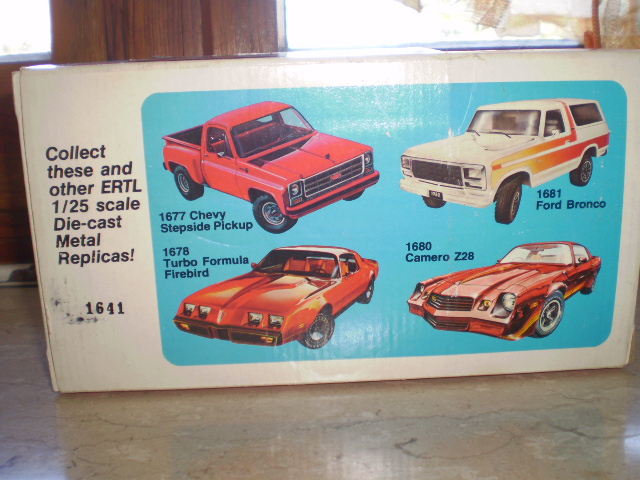 Collect
these and
other ERTL
1/25 scale
Die-cast
Metal
Replicas!
1641
1677 Chevy
Stepside Pickup
1681
Ford Bronco
1678
Turbo Formula
Firebird
1680
Camero Z28